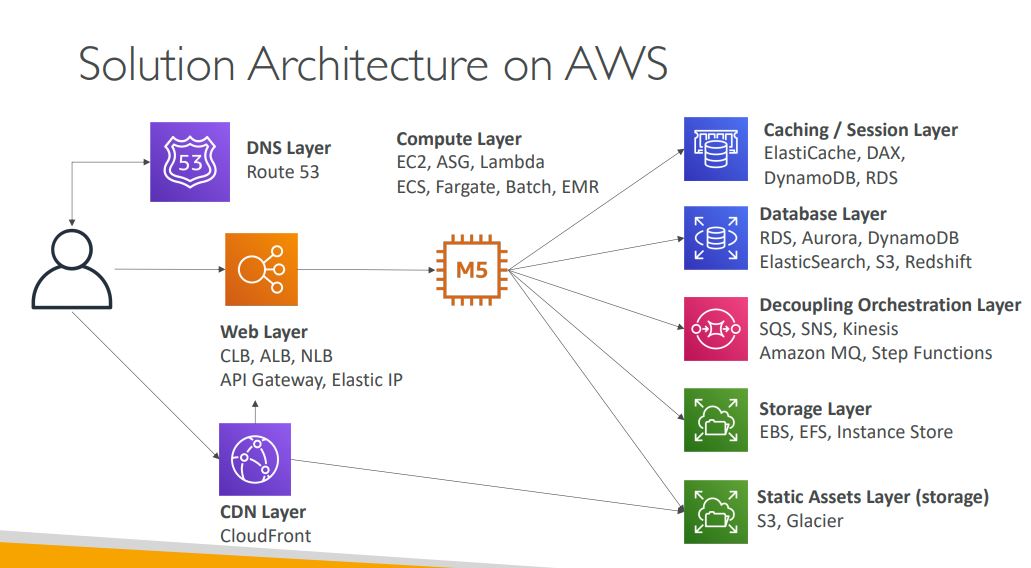 Solution Architecture on AWS
53
DNS Layer
Route 53
Compute Layer
EC2, ASG, Lambda
ECS, Fargate, Batch, EMR
Caching / Session Layer
ElastiCache, DAX,
DynamoDB, RDS
Database Layer
RDS, Aurora, DynamoDB
ElasticSearch, S3, Redshift
M5
Web Layer
CLB, ALB, NLB
API Gateway, Elastic IP
Decoupling Orchestration Layer
SQS, SNS, Kinesis
Amazon MQ, Step Functions
Storage Layer
EBS, EFS, Instance Store
CDN Layer
CloudFront
Static Assets Layer (storage)
S3, Glacier